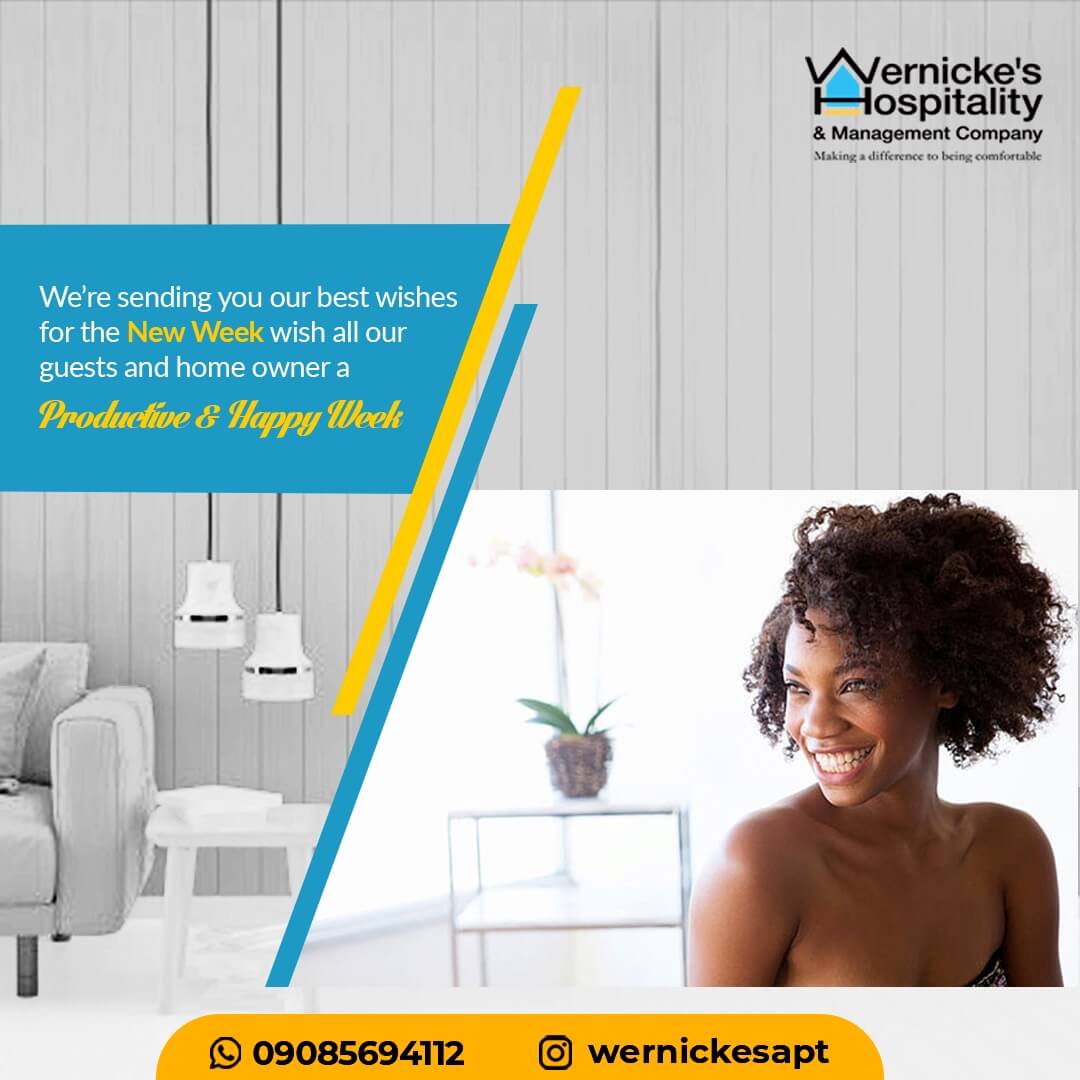 Wernicke's
Hospitality
& Management Company
Making a difference to being comfortable
We're sending you our best wishes
for the New Week wish all our
guests and home owner a
Productive & Happy Week
09085694112
wernickesapt